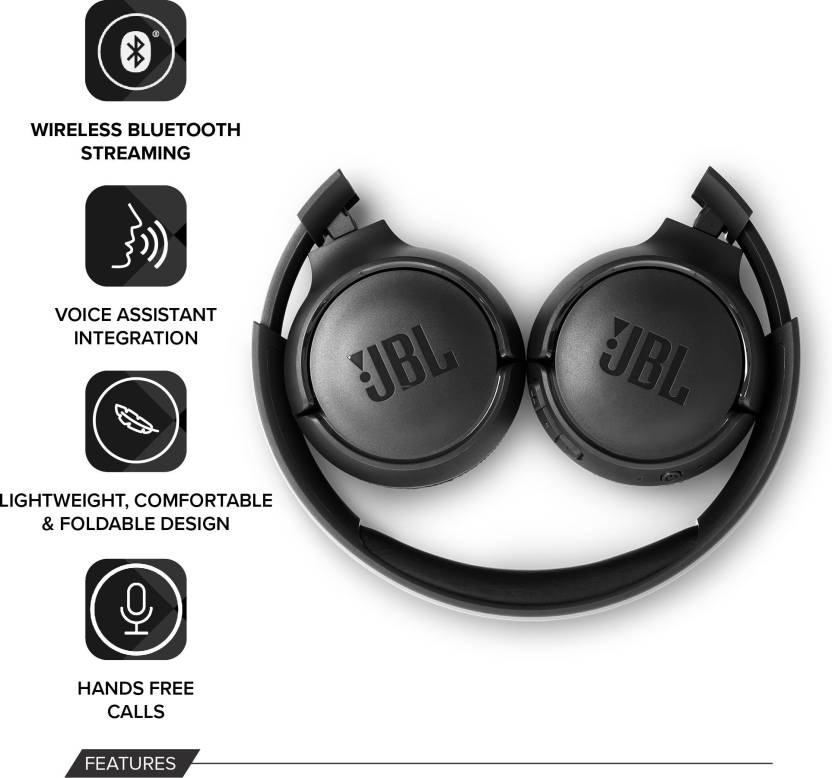 WIRELESS BLUETOOTH
STREAMING
VOICE ASSISTANT
INTEGRATION
LIGHTWEIGHT, COMFORTABLE
& FOLDABLE DESIGN
HANDS FREE
CALLS
JBL
JBL
FEATURES